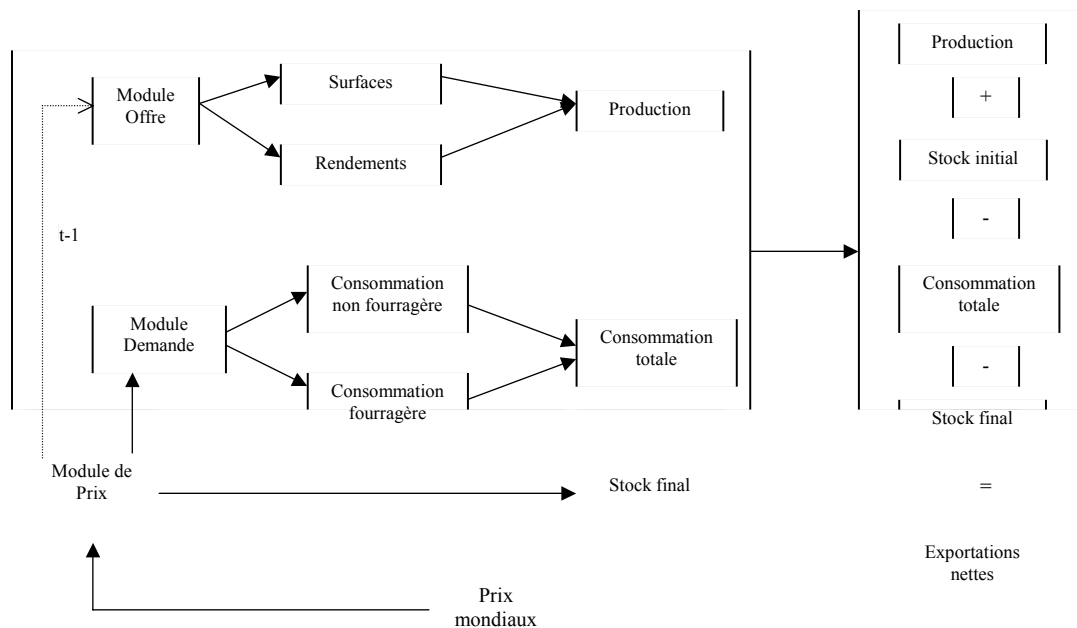 Module
Offre
Surfaces
Rendements
Production
t-1
Module
Demande
Consommation
non fourragère
Consommation
fourragère
Consommation
totale
Module de
Prix
Stock final
Prix
mondiaux
Production
+
Stock initial
-
Consommation
totale
-
Stock final
=
Exportations
nettes